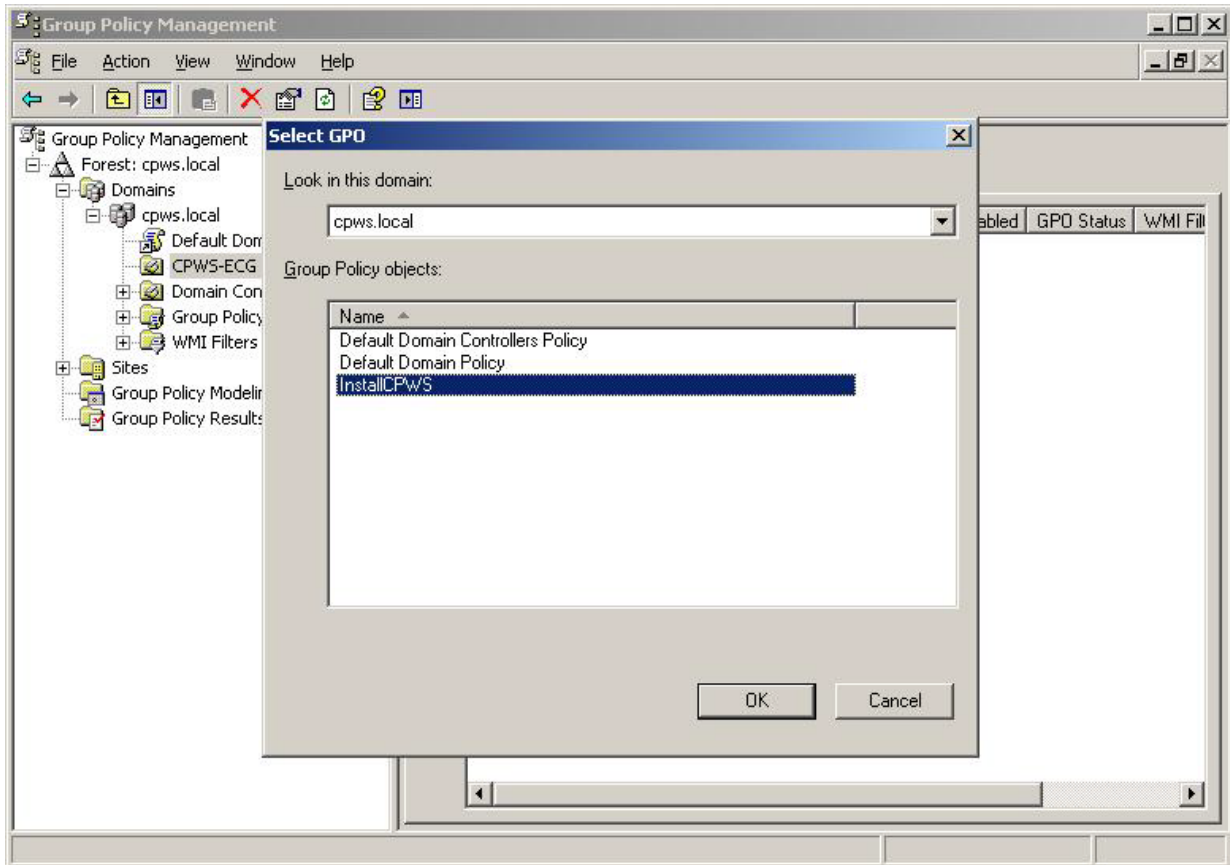 Group Policy Management
File Action View Window Help
Group Policy Management
Forest: cpws.local
Domains
cpws.local
Default Dom
CPWS-ECG
Domain Con
Group Policy
WMI Filters
Sites
Group Policy Modelin
Group Policy Results
Select GPO
Look in this domain:
cpws.local
Group Policy objects:
Name
Default Domain Controllers Policy
Default Domain Policy
InstallCPWS
OK Cancel
abled GPO Status WMI Filt